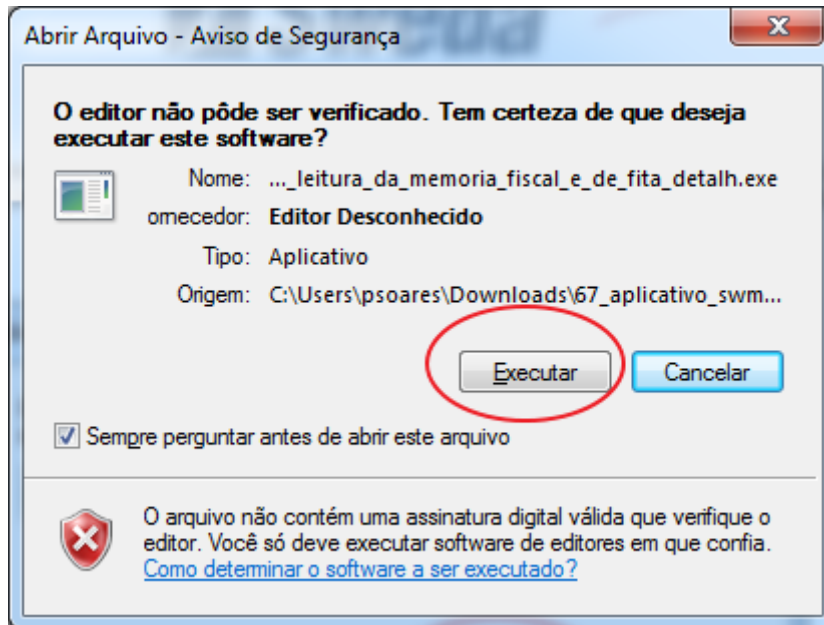 Abrir Arquivo - Aviso de Segurança
O editor não pôde ser verificado. Tem certeza de que deseja
executar este software?
Nome: ..._leitura_da_memoria_fiscal_e_de_fita_detalh.exe
omecedor: Editor Desconhecido
Tipo: Aplicativo
Origem: C:\Users\psoares\Downloads\67_aplicativo_swm...
Executar Cancelar
Sempre perguntar antes de abrir este arquivo
O arquivo não contém uma assinatura digital válida que verifique o
editor. Você só deve executar software de editores em que confia.
Como determinar o software a ser executado?